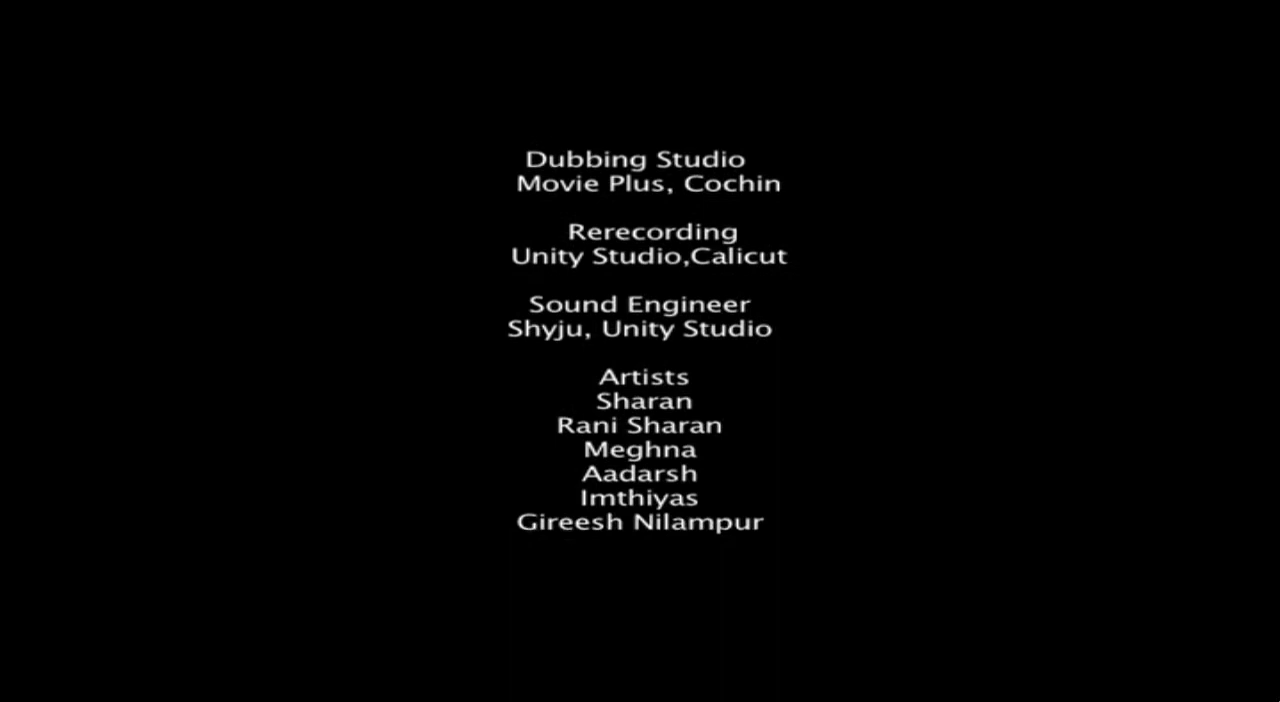 Dubbing Studio
Movie Plus, Cochin
Rerecording
Unity Studio,Calicut
Sound Engineer
Shyju, Unity Studio
Artists
Sharan
Rani Sharan
Meghna
Aadarsh
Imthiyas
Gireesh Nilampur